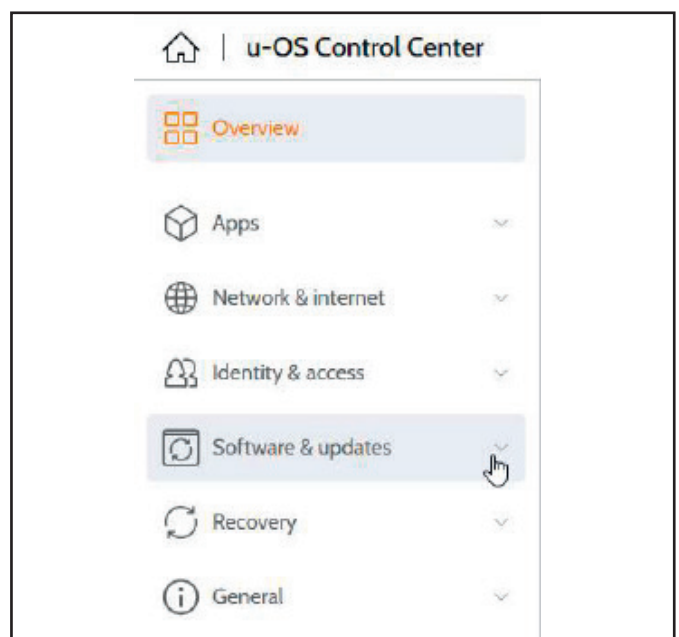 u-OS Control Center
Overview
Apps
Network & internet
Identity & access
Software & updates
Recovery
General